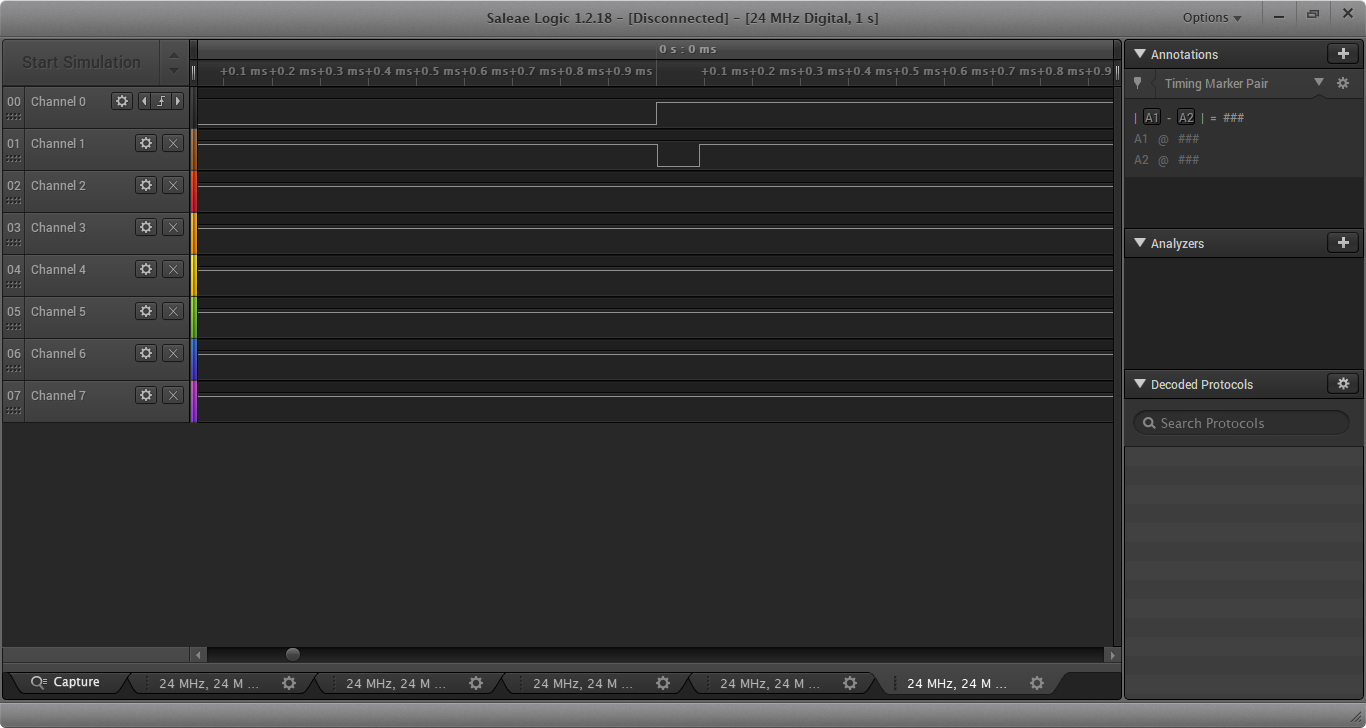 Saleae Logic 1.2.18 - [Disconnected] - [24 MHz Digital, 1 s]
Options
Start Simulation
0 s : 0 ms
+0.1 ms +0.2 ms +0.3 ms +0.4 ms +0.5 ms +0.6 ms +0.7 ms +0.8 ms +0.9 ms
+0.1 ms +0.2 ms +0.3 ms +0.4 ms +0.5 ms +0.6 ms +0.7 ms +0.8 ms +0.9
00 Channel 0
01 Channel 1
02 Channel 2
03 Channel 3
04 Channel 4
05 Channel 5
06 Channel 6
07 Channel 7
Annotations
Timing Marker Pair
| A1 - A2 | = ###
A1 @ ###
A2 @ ###
Analyzers
Decoded Protocols
Search Protocols
Capture
24 MHz, 24 M ...
24 MHz, 24 M ...
24 MHz, 24 M ...
24 MHz, 24 M ...
24 MHz, 24 M ...